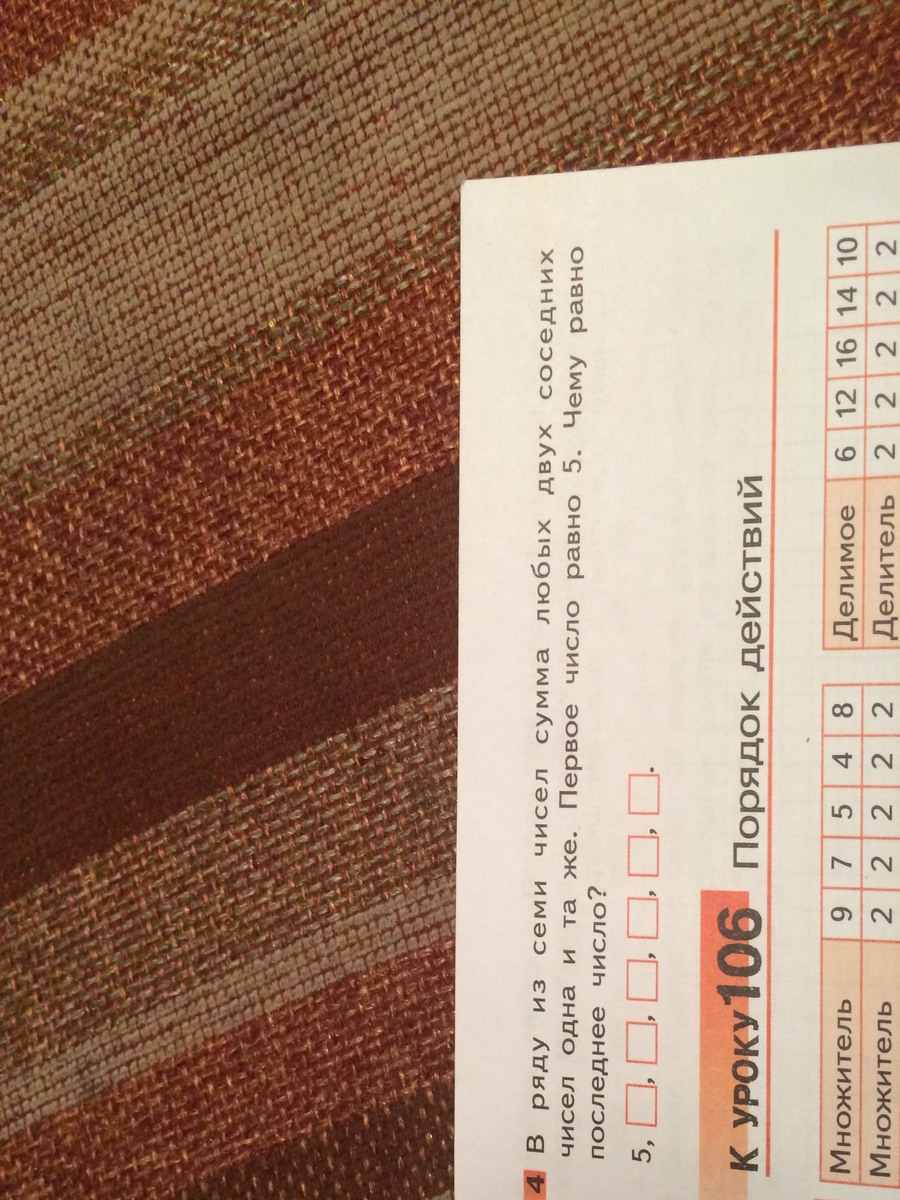 4 В ряду из семи чисел сумма любых двух соседних
чисел одна и та же. Первое число равно 5. Чему равно
последнее число?
5, □, □, □, □, □, □.
К уроку 106 Порядок действий
Множитель 9 7 5 4 8 Делимое 6 12 16 14 10
Множитель 2 2 2 2 2 Делитель 2 2 2 2 2